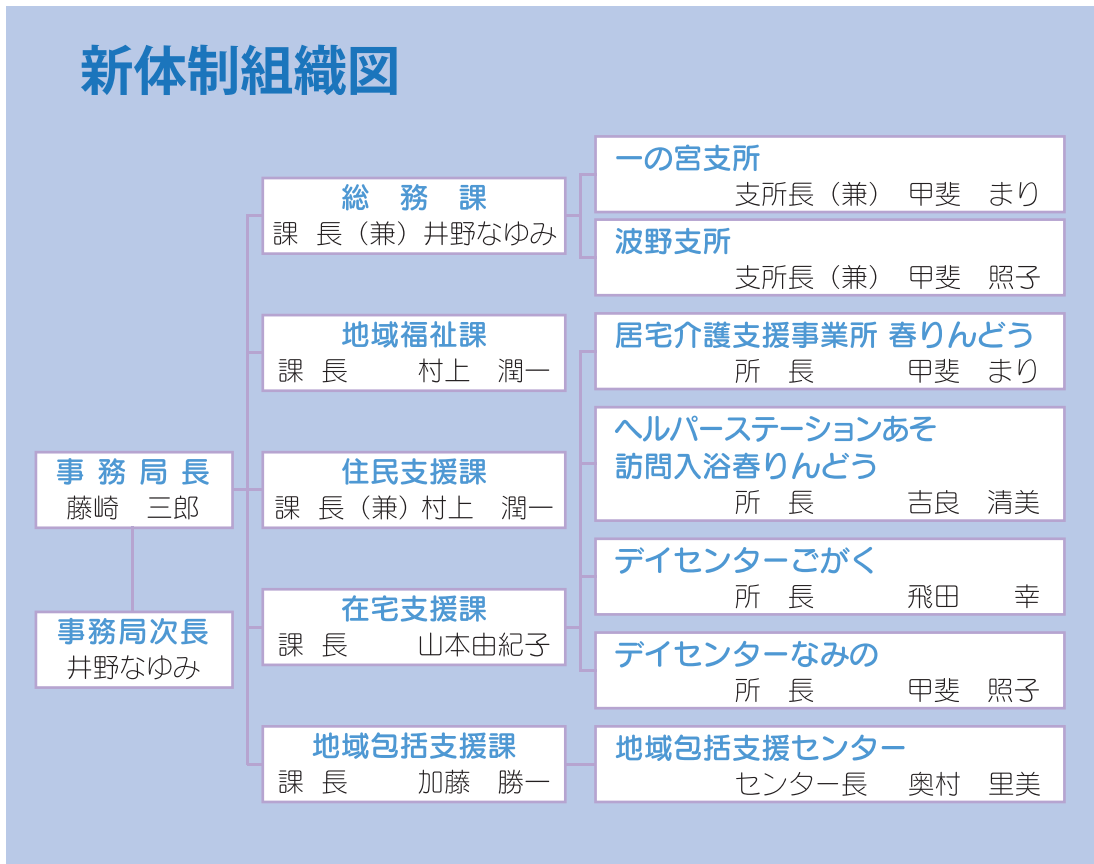 新体制組織図
事務局長
藤崎　三郎
事務局次長
井野なゆみ
総　務　課
課　長（兼）井野なゆみ
一の宮支所
支所長（兼）　甲斐　まり
波野支所
支所長（兼）　甲斐　照子
地域福祉課
課　長　　村上　潤一
住民支援課
課　長（兼）村上　潤一
在宅支援課
課　長　　山本由紀子
居宅介護支援事業所 春りんどう
所　長　　甲斐　まり
ヘルパーステーションあそ
訪問入浴春りんどう
所　長　　吉良　清美
デイセンターごがく
所　長　　飛田　　幸
デイセンターなみの
所　長　　甲斐　照子
地域包括支援課
課　長　　加藤　勝一
地域包括支援センター
センター長　奥村　里美